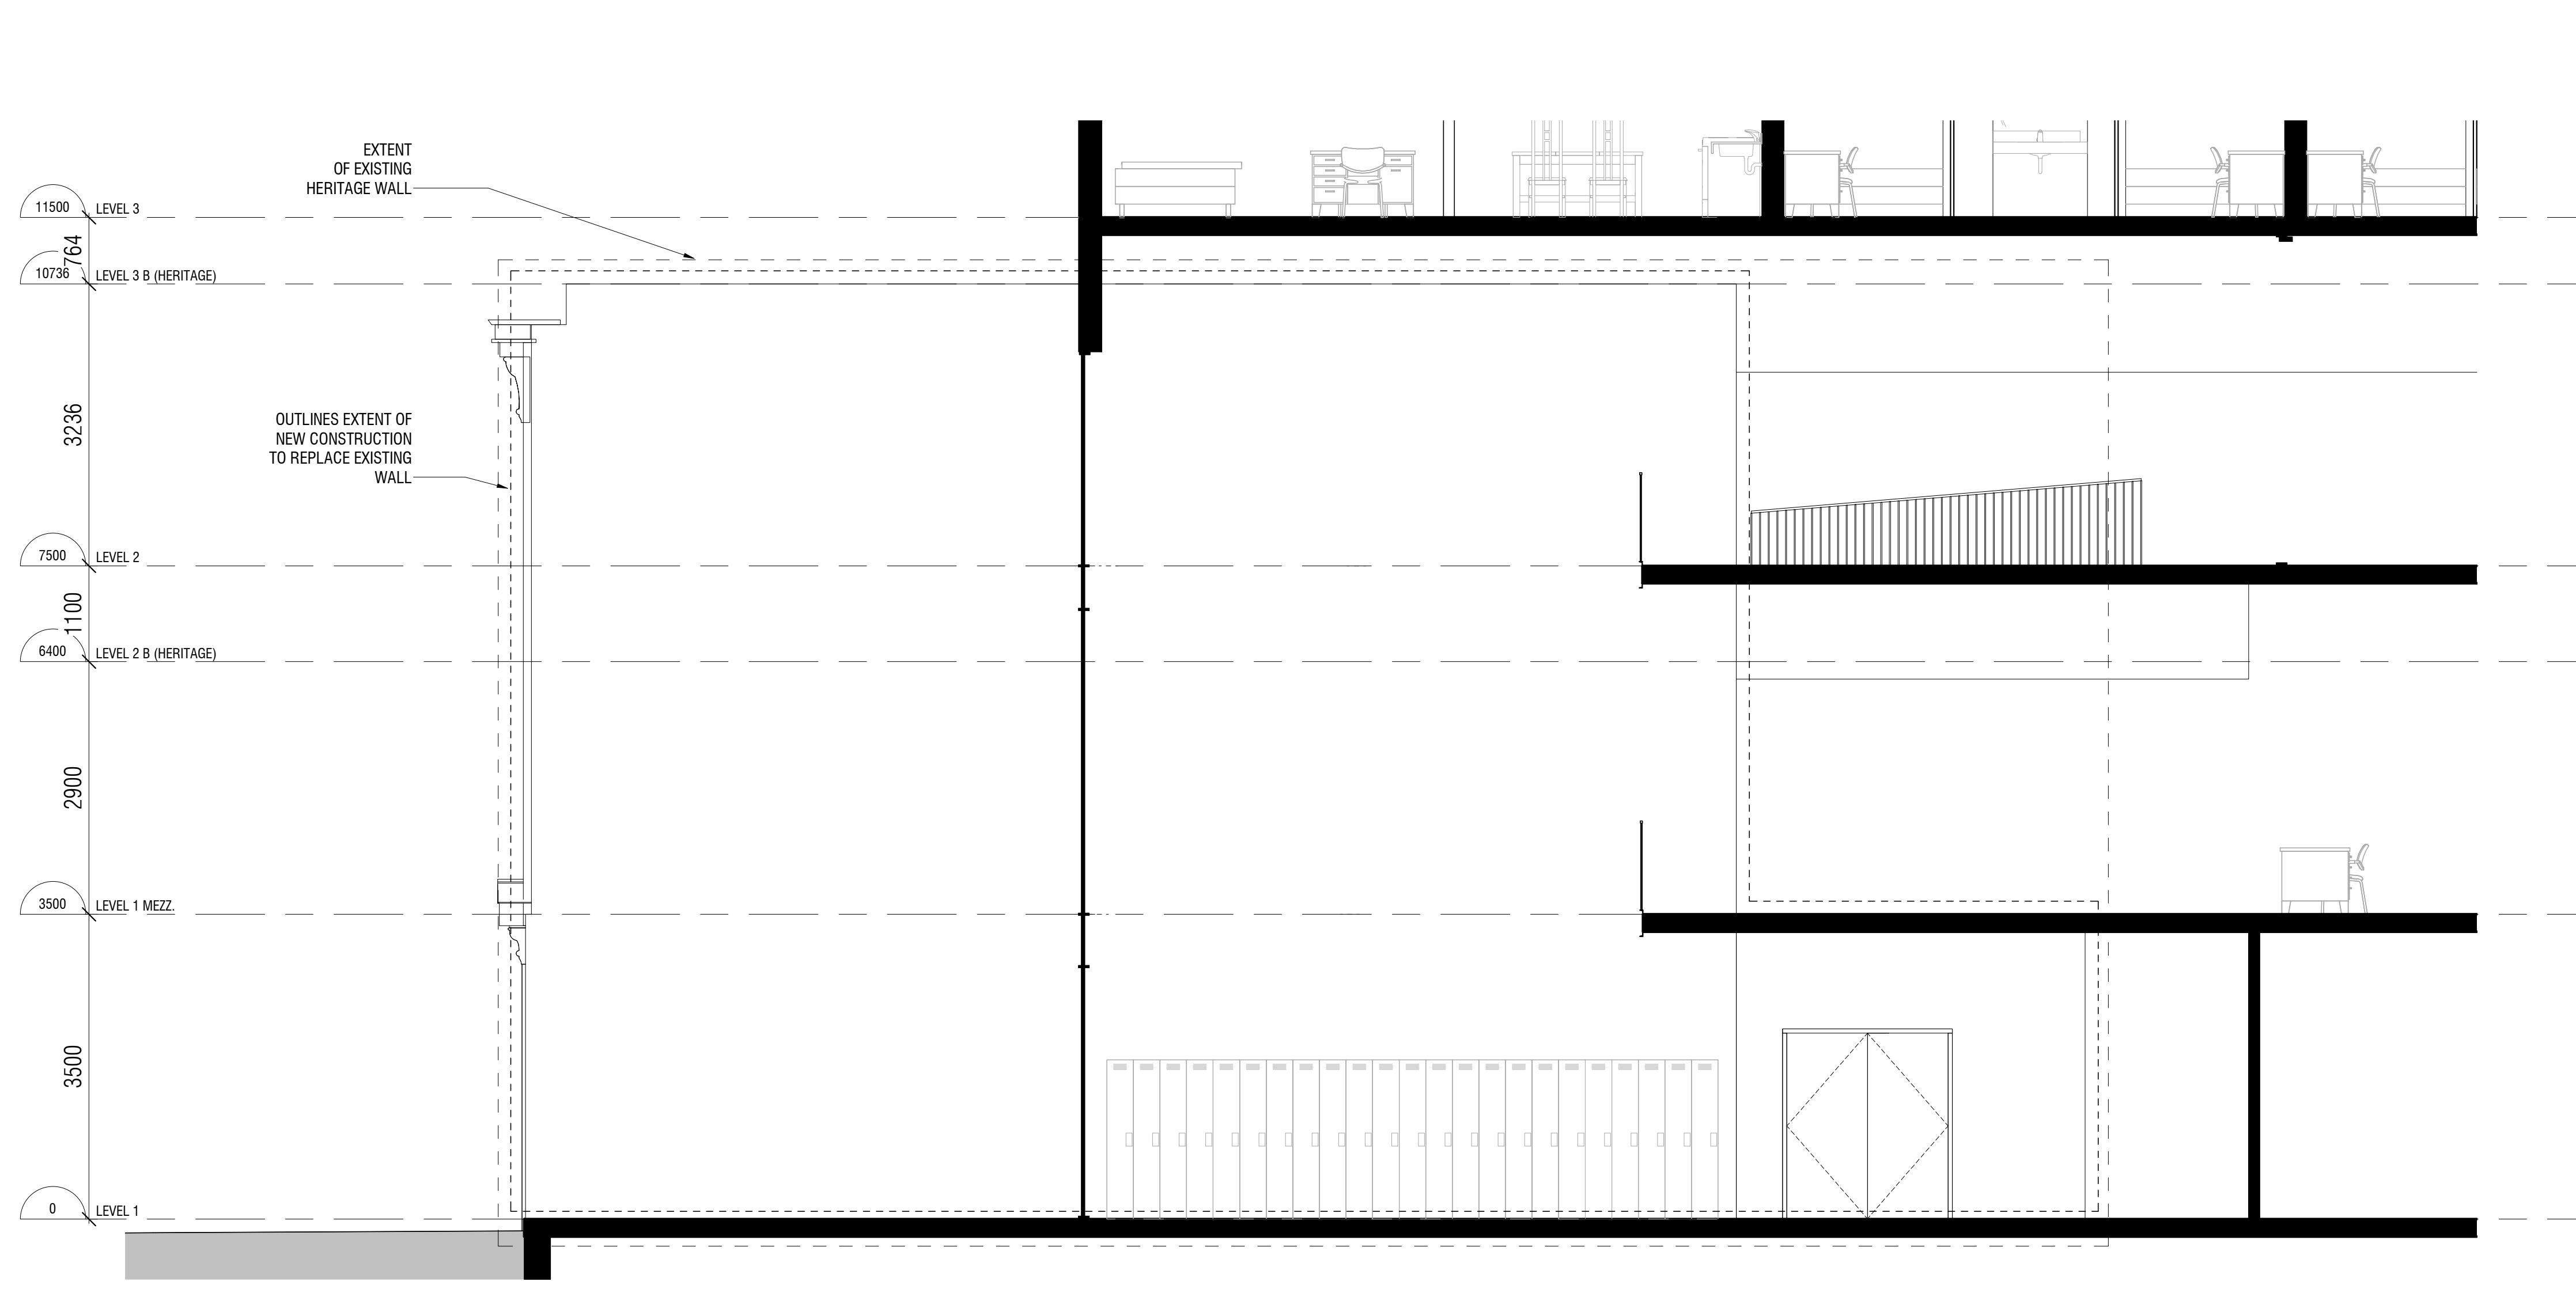 EXTENT
OF EXISTING
HERITAGE WALL
11500 LEVEL 3
764
10736 LEVEL 3 B (HERITAGE)
3236
OUTLINES EXTENT OF
NEW CONSTRUCTION
TO REPLACE EXISTING
WALL
7500 LEVEL 2
1100
6400 LEVEL 2 B (HERITAGE)
2900
3500 LEVEL 1 MEZZ.
3500
0 LEVEL 1